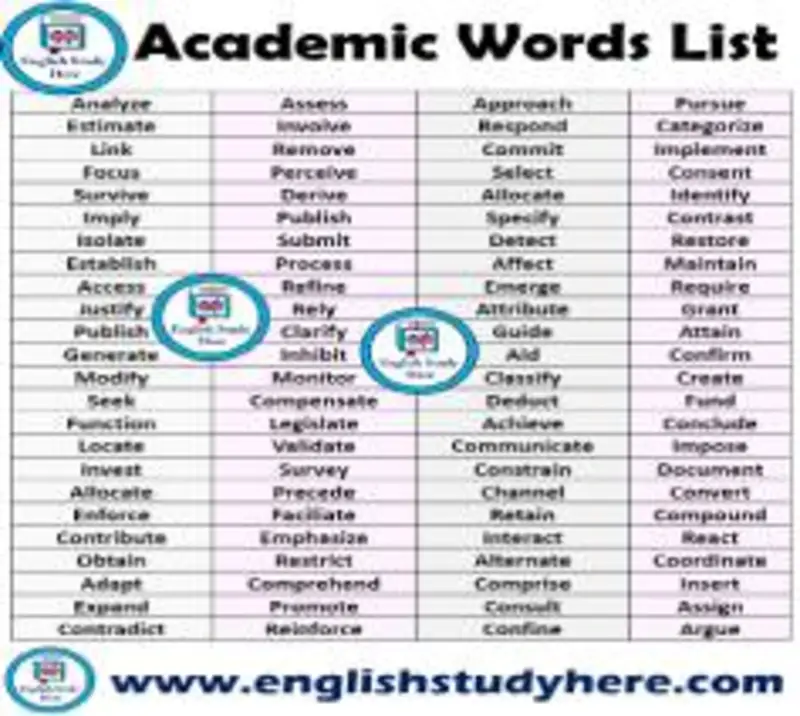 English Study
Here
Academic Words List
Analyze Assess Approach Pursue
Estimate Involve Respond Categorize
Link Remove Commit Implement
Focus Perceive Select Consent
Survive Derive Allocate Identify
Imply Publish Specify Contrast
Isolate Submit Detect Restore
Establish Process Affect Maintain
Access Refine Emerge Require
Justify Rely Attribute Grant
Publish Clarify Guide Attain
Generate Inhibit Aid Confirm
Modify Monitor Classify Create
Seek Compensate Deduct Fund
Function Legislate Achieve Conclude
Locate Validate Communicate Impose
Invest Survey Constrain Document
Allocate Precede Channel Convert
Enforce Faciliate Retain Compound
Contribute Emphasize Interact React
Obtain Restrict Alternate Coordinate
Adapt Comprehend Comprise Insert
Expand Promote Consult Assign
Contradict Reinforce Confine Argue
English Study
Here
English Study
Here
www.englishstudyhere.com